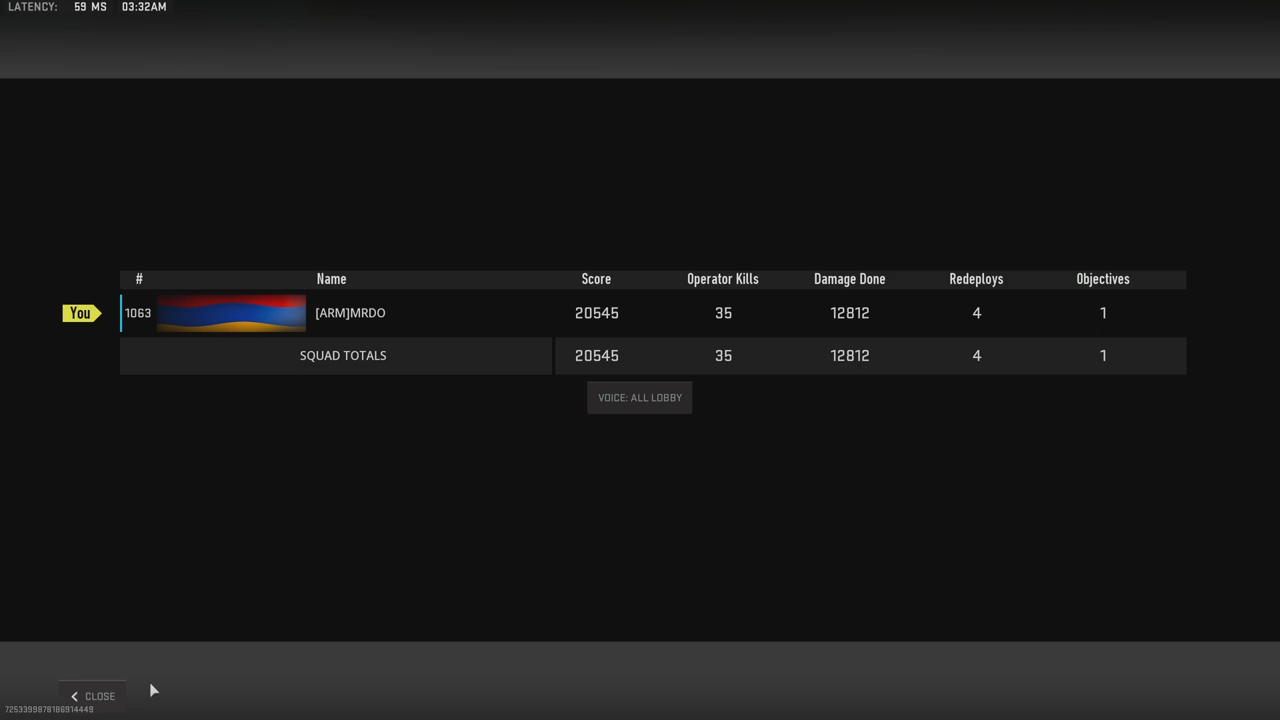 LATENCY: 59 MS 03:32AM
# Name Score Operator Kills Damage Done Redeploys Objectives
You 1063 [ARM]MRDO 20545 35 12812 4 1
SQUAD TOTALS 20545 35 12812 4 1
VOICE: ALL LOBBY
CLOSE
7253399878186914449